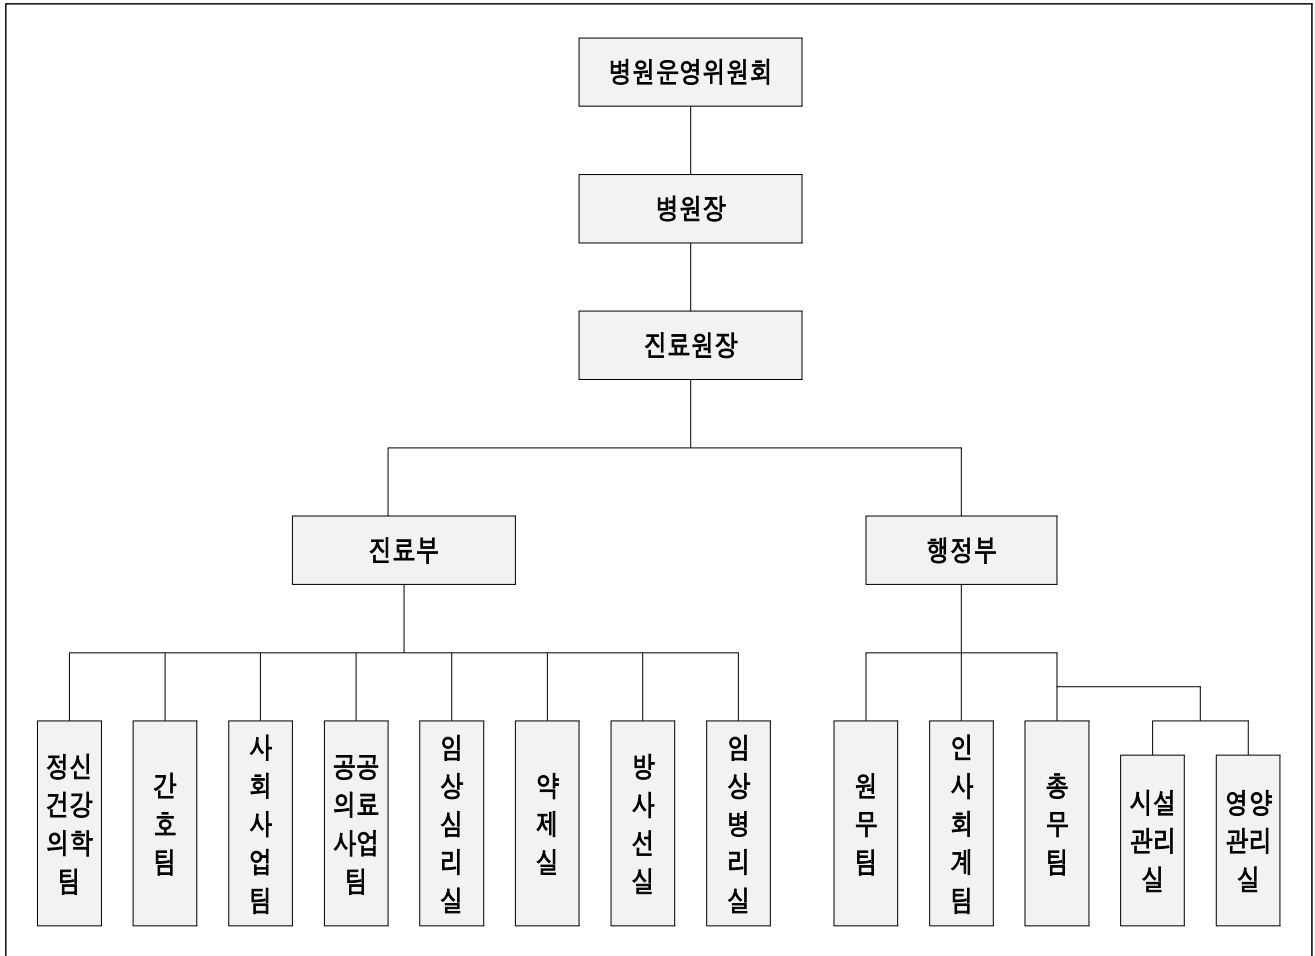 병원운영위원회
병원장
진료원장
진료부
행정부
정신
건강
의학
팀
간
호
팀
사
회
사
업
팀
공공
의료
사업
팀
임
상
심
리
실
약
제
실
방
사
선
실
임
상
병
리
실
원
무
팀
인
사
회
계
팀
총
무
팀
시설
관리
실
영양
관리
실